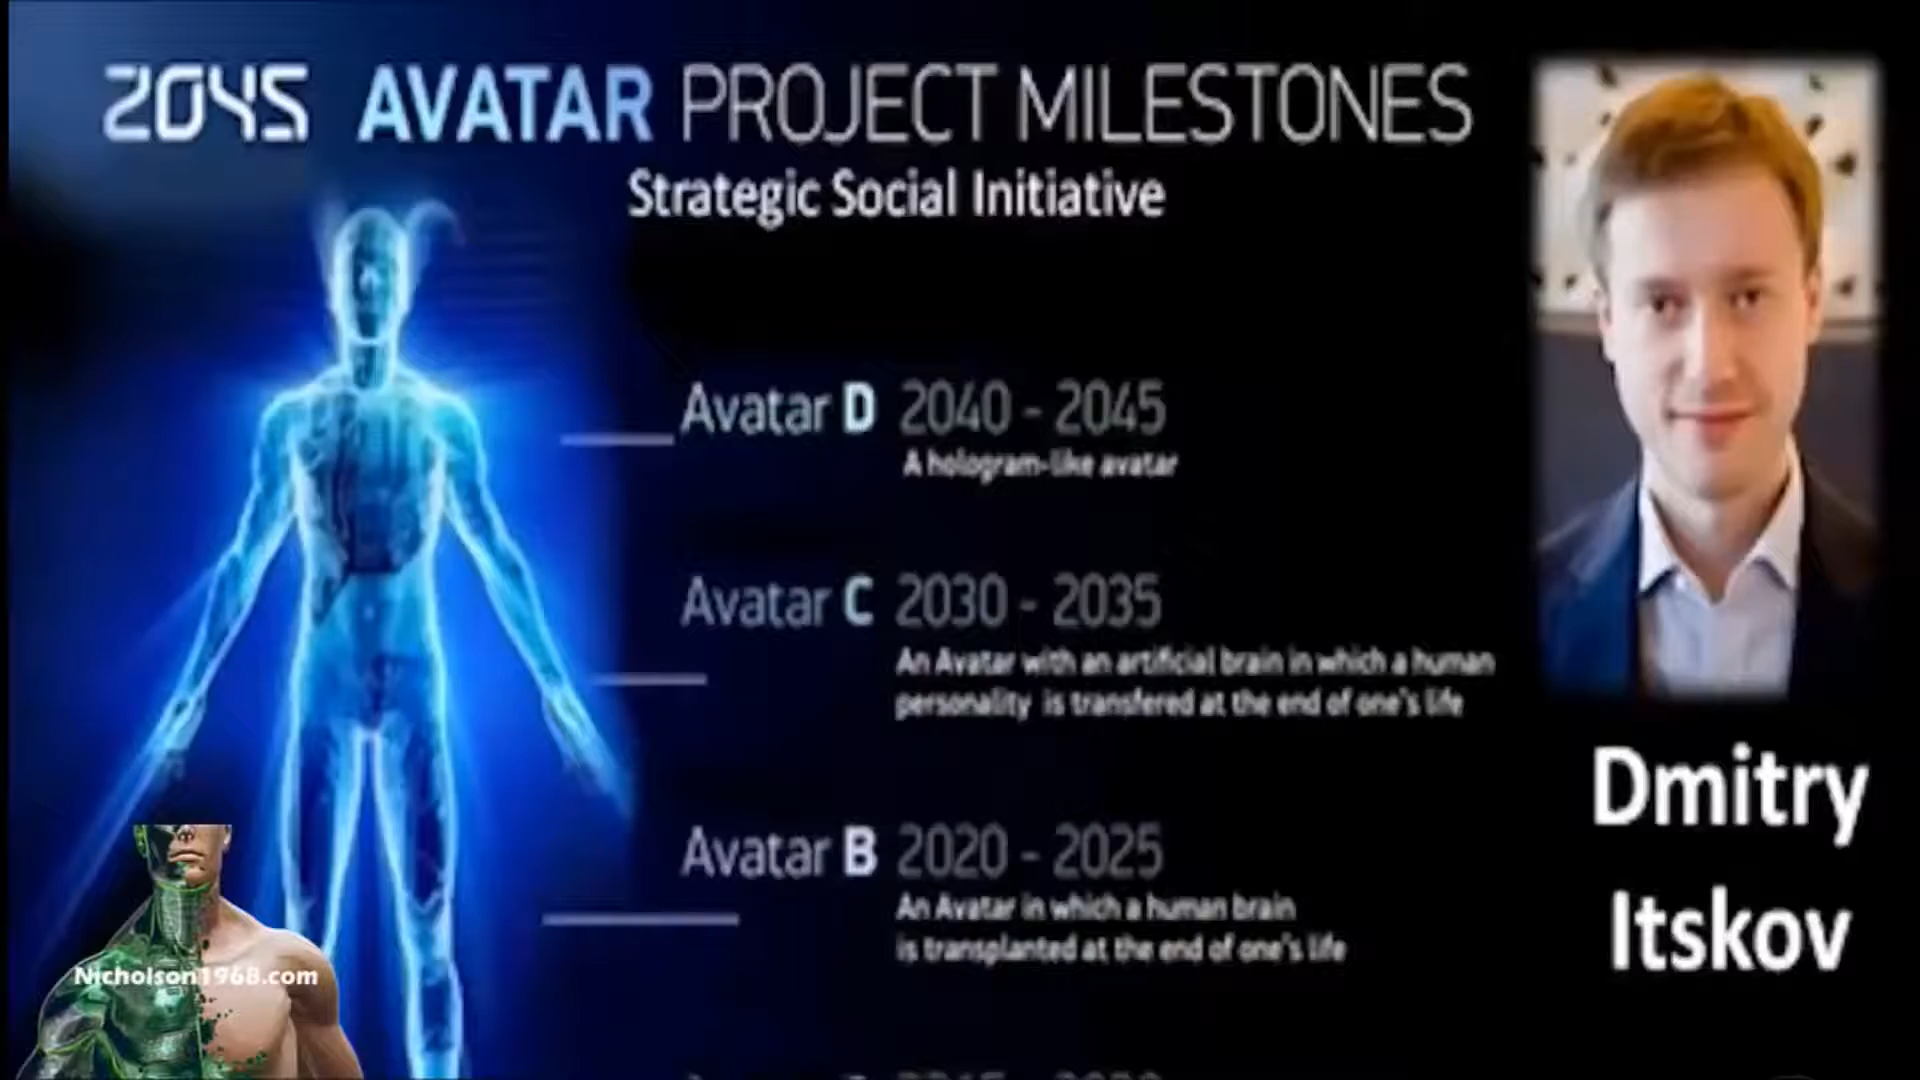 2045 AVATAR PROJECT MILESTONES
Strategic Social Initiative
Avatar D 2040 - 2045
A hologram-like avatar
Avatar C 2030 - 2035
An Avatar with an artificial brain in which a human
personality is transfered at the end of one's life
Avatar B 2020 - 2025
An Avatar in which a human brain
is transplanted at the end of one's life
Dmitry
Itskov
Nicholson1968.com